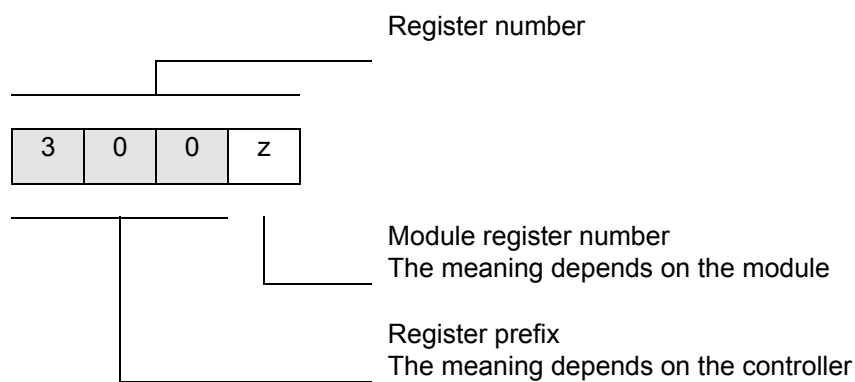 Register number
3 0 0 z
Module register number
The meaning depends on the module
Register prefix
The meaning depends on the controller